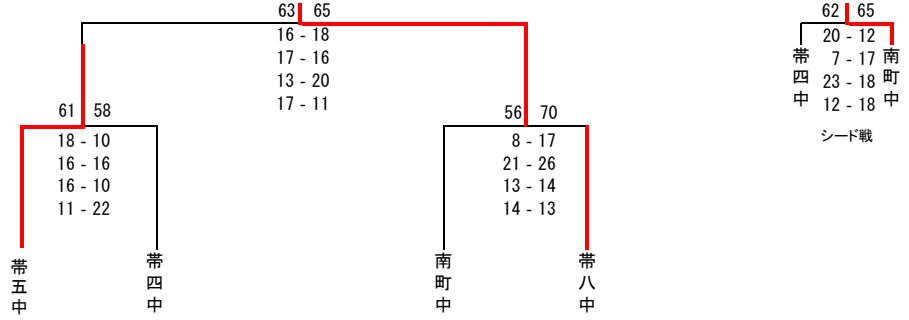 63 65
16 - 18
17 - 16
13 - 20
17 - 11
61 58
18 - 10
16 - 16
16 - 10
11 - 22
56 70
8 - 17
21 - 26
13 - 14
14 - 13
帯五中
帯四中
南町中
帯八中
62 65
20 - 12
7 - 17
23 - 18
12 - 18
帯四中
南町中
シード戦